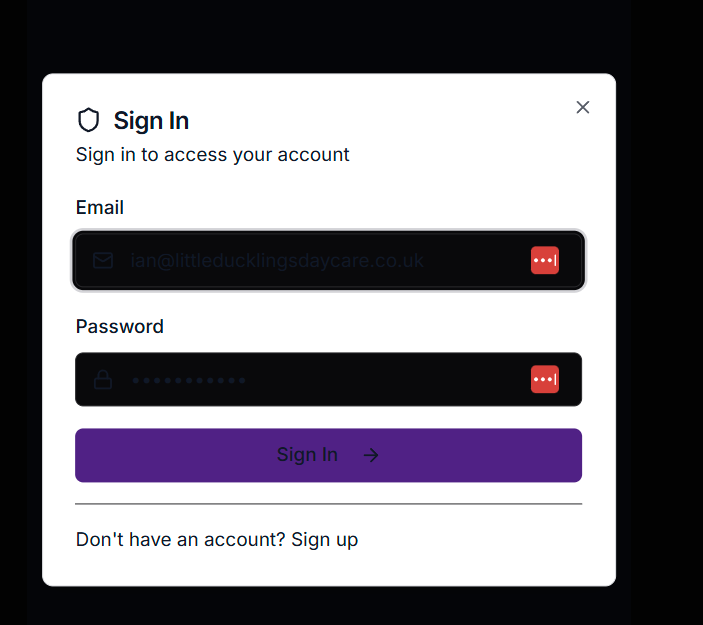 Sign In
Sign in to access your account
Email
ian@littleducklingsdaycare.co.uk
Password
•••••••••••
Sign In →
Don't have an account? Sign up